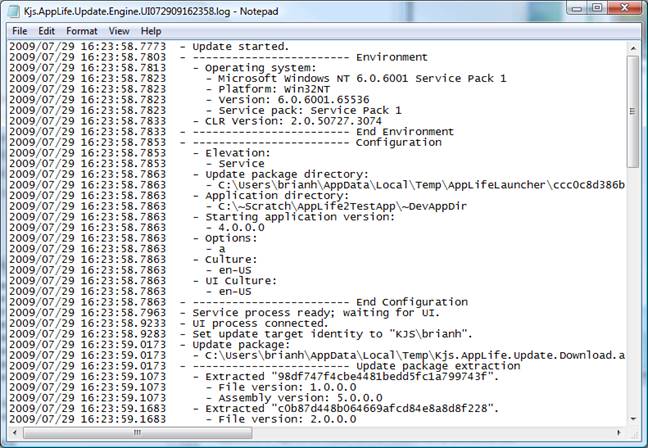 Kjs.AppLife.Update.Engine.UI072909162358.log - Notepad
File Edit Format View Help
2009/07/29 16:23:58.7773 - Update started.
2009/07/29 16:23:58.7803 - ------------------------ Environment
2009/07/29 16:23:58.7813 - Operating system:
2009/07/29 16:23:58.7823 - Microsoft Windows NT 6.0.6001 Service Pack 1
2009/07/29 16:23:58.7823 - Platform: Win32NT
2009/07/29 16:23:58.7823 - Version: 6.0.6001.65536
2009/07/29 16:23:58.7823 - Service pack: Service Pack 1
2009/07/29 16:23:58.7833 - CLR Version: 2.0.50727.3074
2009/07/29 16:23:58.7833 - ------------------------ End Environment
2009/07/29 16:23:58.7853 - ------------------------ Configuration
2009/07/29 16:23:58.7853 - Elevation:
2009/07/29 16:23:58.7853 - Service
2009/07/29 16:23:58.7863 - Update package directory:
2009/07/29 16:23:58.7863 - C:\Users\brianh\AppData\Local\Temp\AppLifeLauncher\ccc0c8d386b
2009/07/29 16:23:58.7863 - Application directory:
2009/07/29 16:23:58.7863 - C:\~Scratch\AppLife2TestApp\~DevAppDir
2009/07/29 16:23:58.7863 - Starting application version:
2009/07/29 16:23:58.7863 - 4.0.0.0
2009/07/29 16:23:58.7863 - Options:
2009/07/29 16:23:58.7863 - a
2009/07/29 16:23:58.7863 - Culture:
2009/07/29 16:23:58.7863 - en-US
2009/07/29 16:23:58.7863 - UI Culture:
2009/07/29 16:23:58.7863 - en-US
2009/07/29 16:23:58.7863 - ------------------------ End Configuration
2009/07/29 16:23:58.7963 - Service process ready; waiting for UI.
2009/07/29 16:23:58.9233 - UI process connected.
2009/07/29 16:23:58.9283 - Set update target identity to "KJS\brianh".
2009/07/29 16:23:59.0173 - Update package:
2009/07/29 16:23:59.0173 - C:\Users\brianh\AppData\Local\Temp\Kjs.AppLife.Update.Download.a
2009/07/29 16:23:59.0173 - ------------------------ Update package extraction
2009/07/29 16:23:59.1073 - Extracted "98df747f4cbe4481bedd5fc1a799743f".
2009/07/29 16:23:59.1073 - File version: 1.0.0.0
2009/07/29 16:23:59.1073 - Assembly version: 5.0.0.0
2009/07/29 16:23:59.1683 - Extracted "c0b87d448b064669afcd84e8a8d8f228".
2009/07/29 16:23:59.1683 - File version: 2.0.0.0